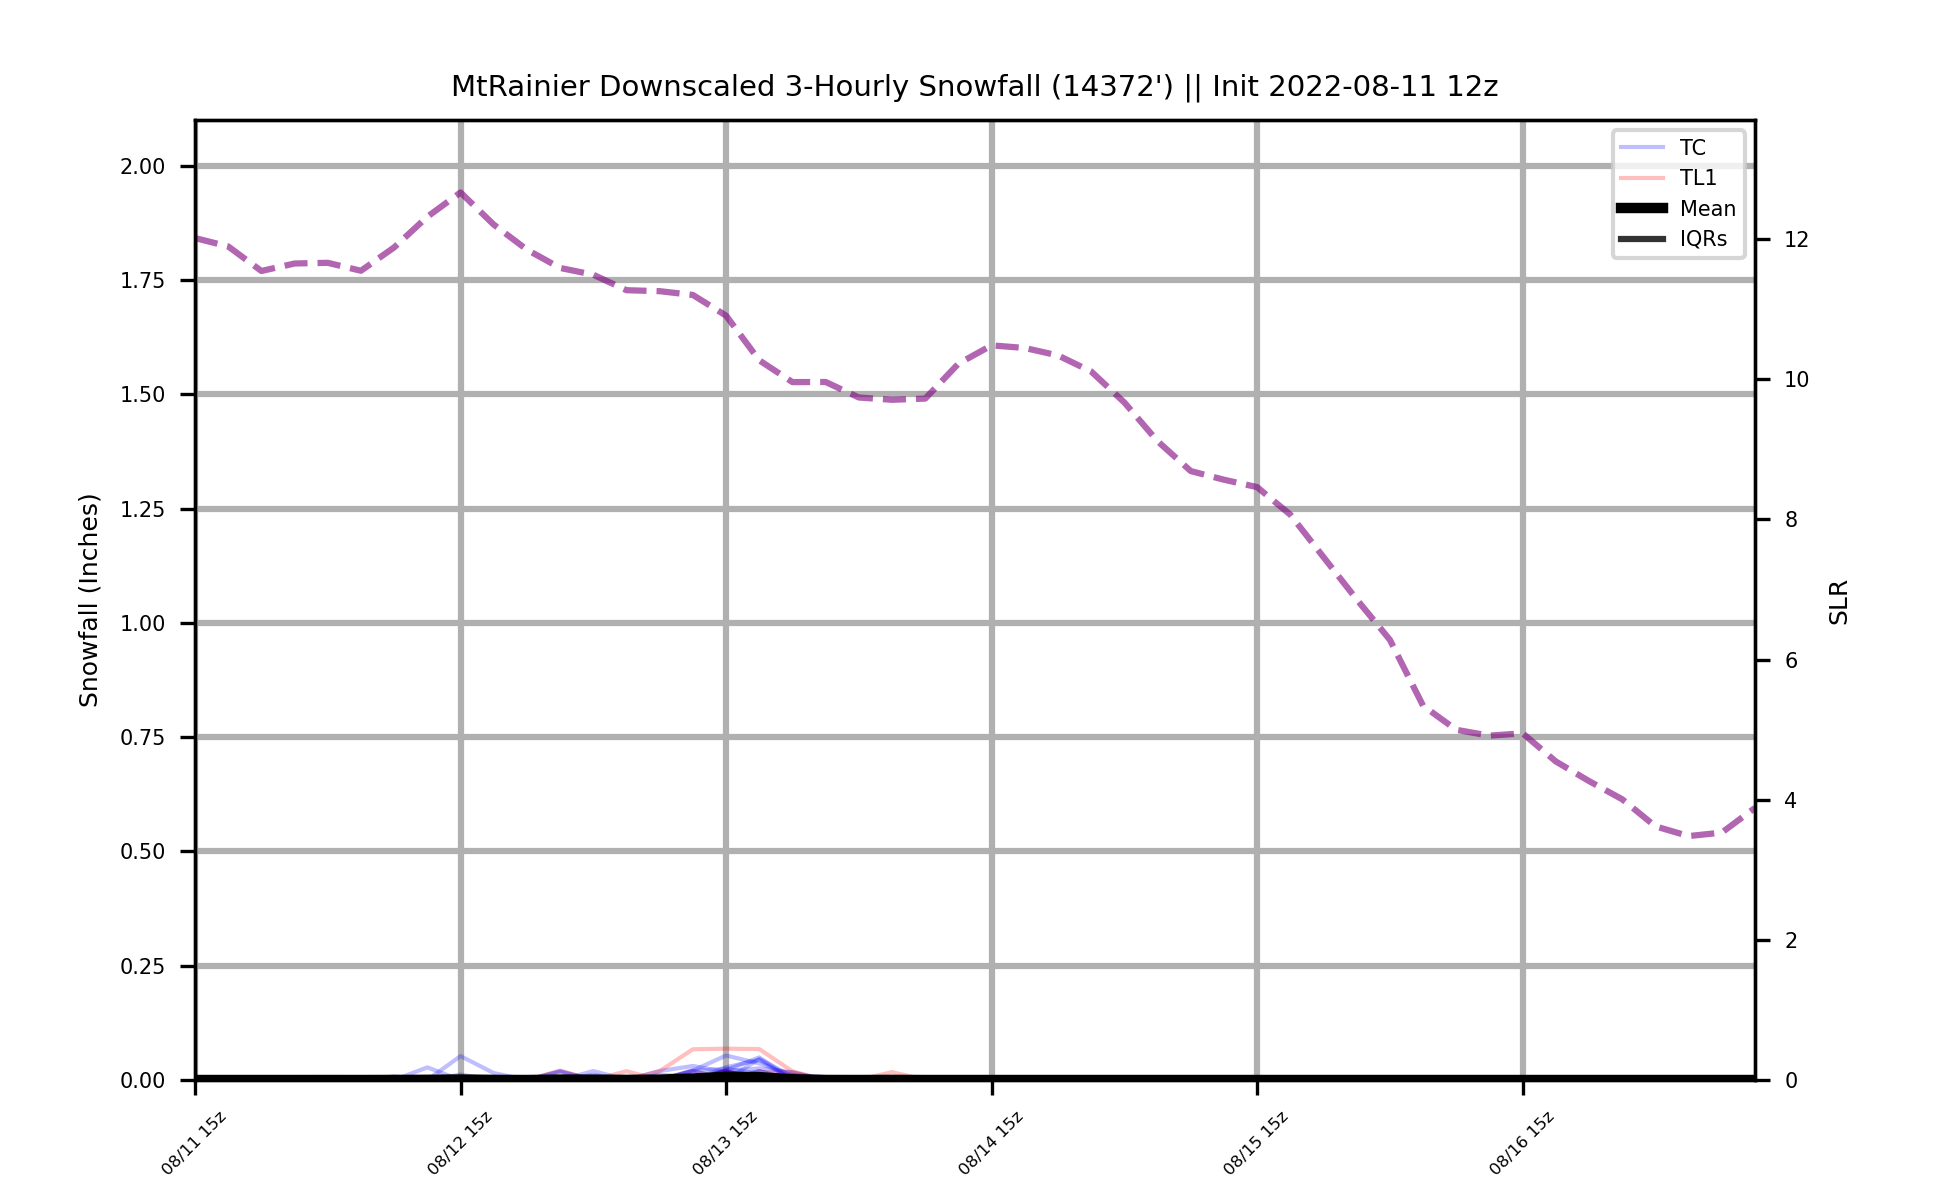 MtRainier Downscaled 3-Hourly Snowfall (14372') || Init 2022-08-11 12z
TC
TL1
Mean
IQRs
Snowfall (Inches)
2.00
1.75
1.50
1.25
1.00
0.75
0.50
0.25
0.00
12
10
8
6
4
2
0
SLR
08/11 15z
08/12 15z
08/13 15z
08/14 15z
08/15 15z
08/16 15z